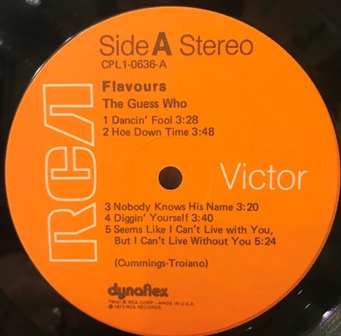 Side A Stereo
CPL1-0636-A
Flavours
The Guess Who
1 Dancin' Fool 3:28
2 Hoe Down Time 3:48
RCA
Victor
3 Nobody Knows His Name 3:20
4 Diggin' Yourself 3:40
5 Seems Like I Can't Live with You,
But I Can't Live Without You 5:24
(Cummings-Troiano)
dynaflex
RCA CORP - MADE IN U.S.A.
RCA RECORDS